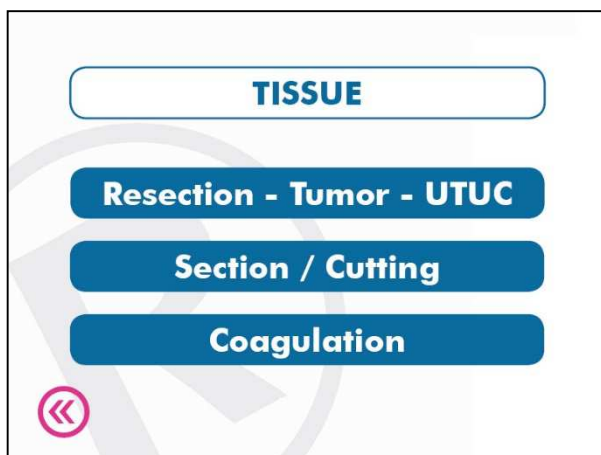 TISSUE
Resection - Tumor - UTUC
Section / Cutting
Coagulation